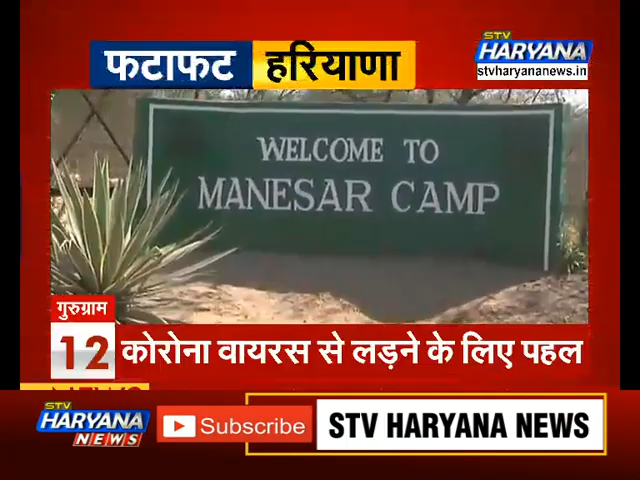 फटाफट हरियाणा
STV
HARYANA
stvharyananews.in
WELCOME TO
MANESAR CAMP
गुरुग्राम
12 कोरोना वायरस से लड़ने के लिए पहल
STV
HARYANA
NEWS
Subscribe
STV HARYANA NEWS